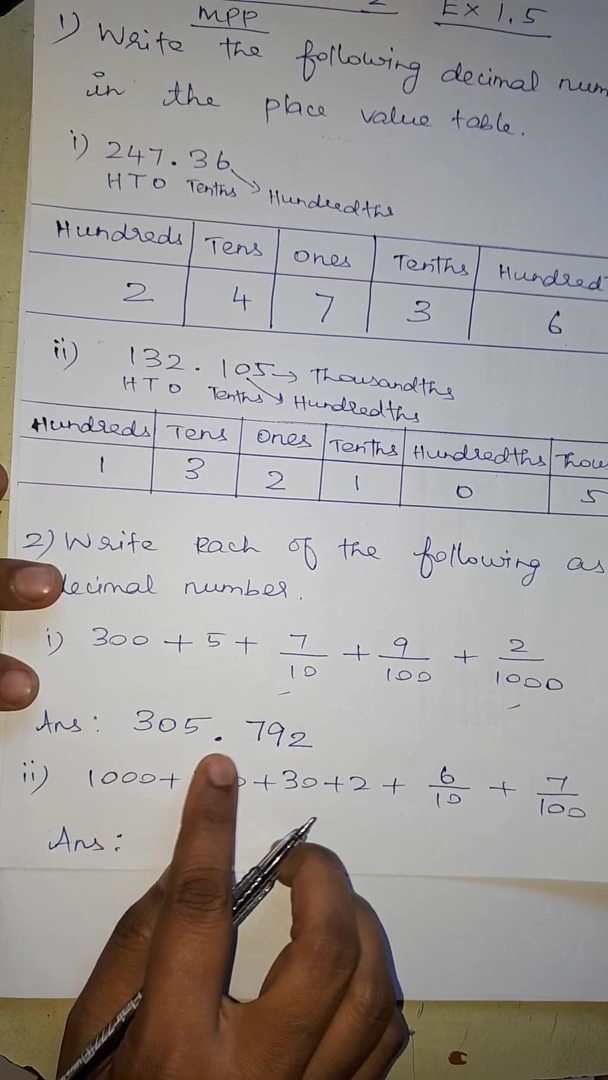 MPP Ex 1.5
1) Write the following decimal
in the place value table.
i) 247.36
HTO Tenths → Hundredths
Hundreds Tens Ones Tenths
2 4 7 3 6
ii) 132.105 → Thousandths
HTO Tenths → Hundredths
Hundreds Tens Ones Tenths Hundredths
1 3 2 1 0 5
2) Write each of the following as
decimal number.
i) 300 + 5 + 7/10 + 9/100 + 2/1000
Ans: 305.792
ii) 1000 + + 30 + 2 + 6/10 + 7/100
Ans: